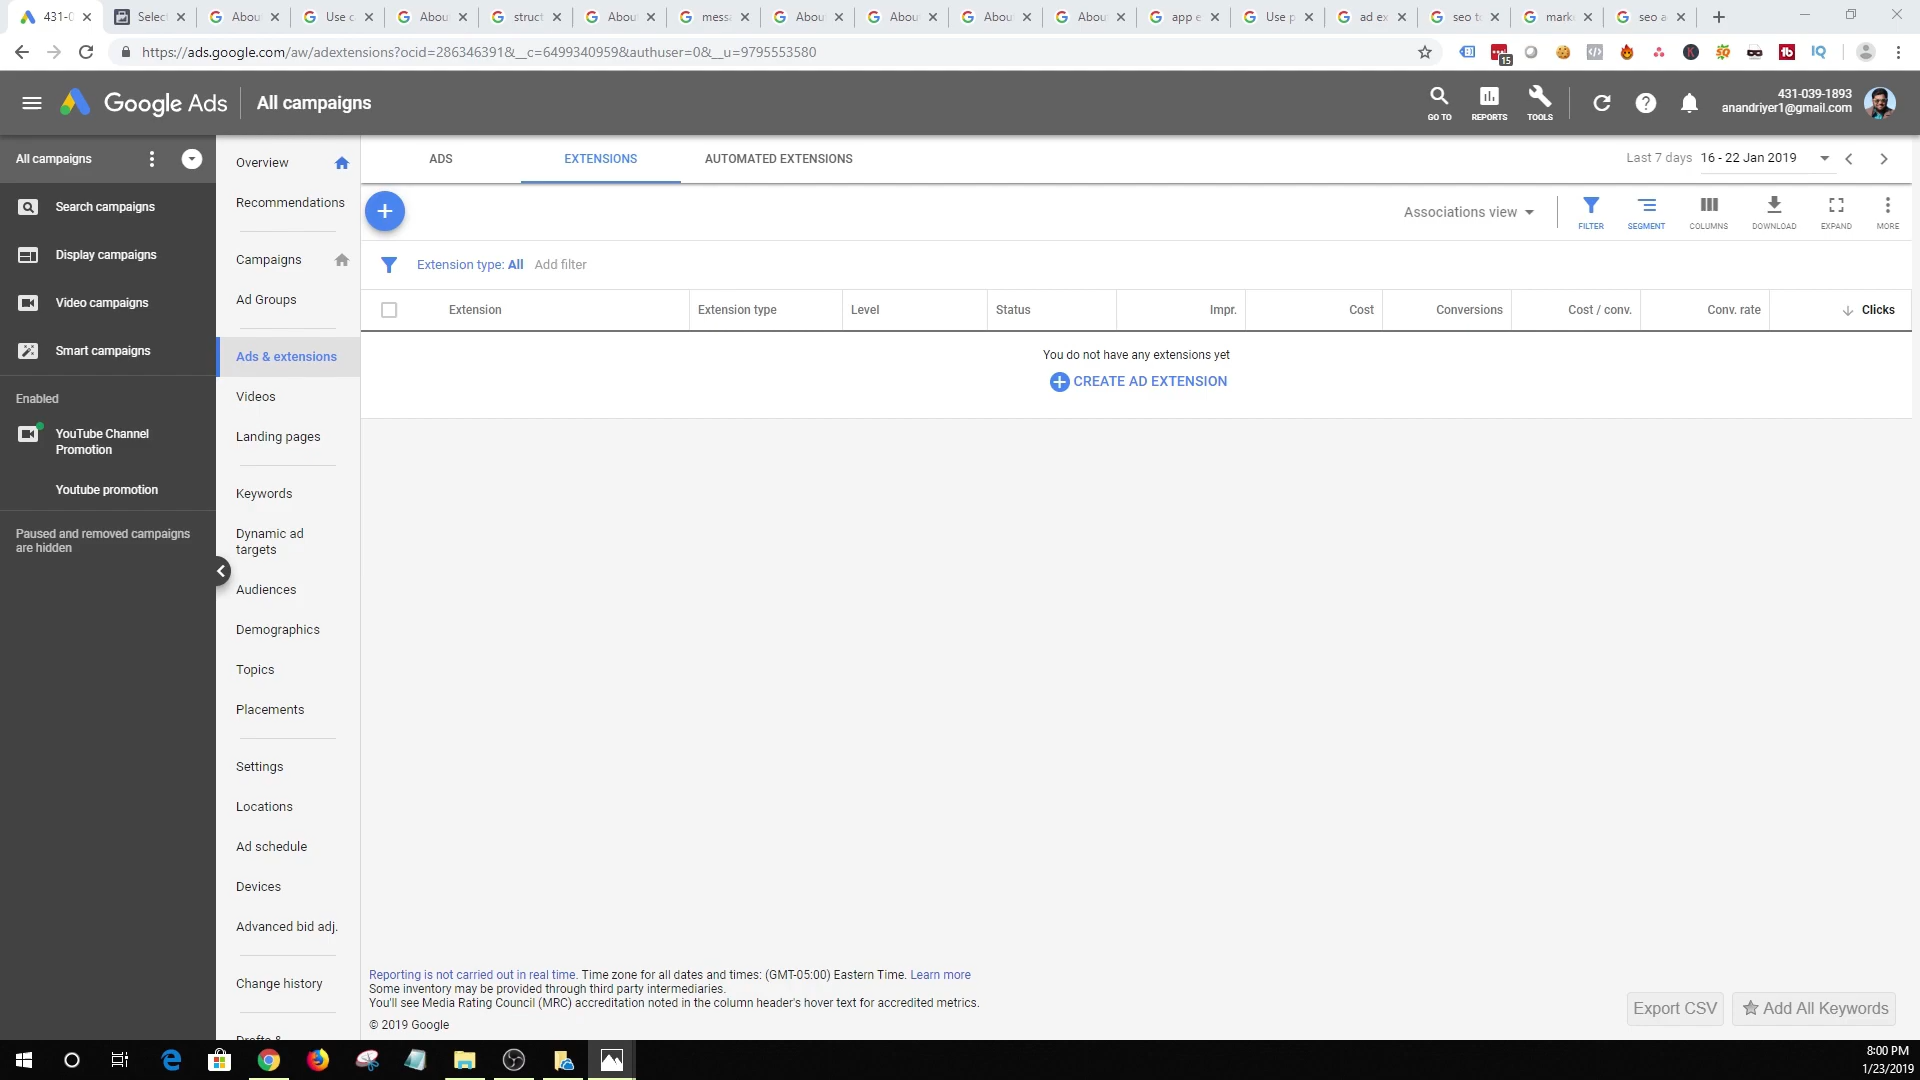 431-0
Select
Abou
Use c
Abou
struct
Abou
messa
Abou
Abou
Abou
Abou
app e
Use p
ad ex
seo to
mark
seo a
https://ads.google.com/aw/adextensions?ocid=286346391&__c=6499340959&authuser=0&__u=9795553580
15
Google Ads
All campaigns
GO TO
REPORTS
TOOLS
431-039-1893
anandriyer1@gmail.com
All campaigns
Search campaigns
Display campaigns
Video campaigns
Smart campaigns
Enabled
YouTube Channel
Promotion
Youtube promotion
Paused and removed campaigns
are hidden
Overview
Recommendations
Campaigns
Ad Groups
Ads & extensions
Videos
Landing pages
Keywords
Dynamic ad
targets
Audiences
Demographics
Topics
Placements
Settings
Locations
Ad schedule
Devices
Advanced bid adj.
Change history
Drafts &
ADS
EXTENSIONS
AUTOMATED EXTENSIONS
Last 7 days 16 - 22 Jan 2019
Associations view
FILTER
SEGMENT
COLUMNS
DOWNLOAD
EXPAND
MORE
Extension type: All Add filter
Extension
Extension type
Level
Status
Impr.
Cost
Conversions
Cost / conv.
Conv. rate
Clicks
You do not have any extensions yet
CREATE AD EXTENSION
Reporting is not carried out in real time. Time zone for all dates and times: (GMT-05:00) Eastern Time. Learn more
Some inventory may be provided through third party intermediaries.
You'll see Media Rating Council (MRC) accreditation noted in the column header's hover text for accredited metrics.
© 2019 Google
Export CSV
Add All Keywords
8:00 PM
1/23/2019